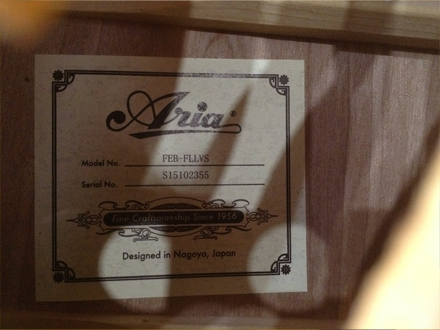 Aria®
Model No. FEB-FLLVS
Serial No. S15102355
Fine Craftsmanship Since 1956
Designed in Nagoya, Japan